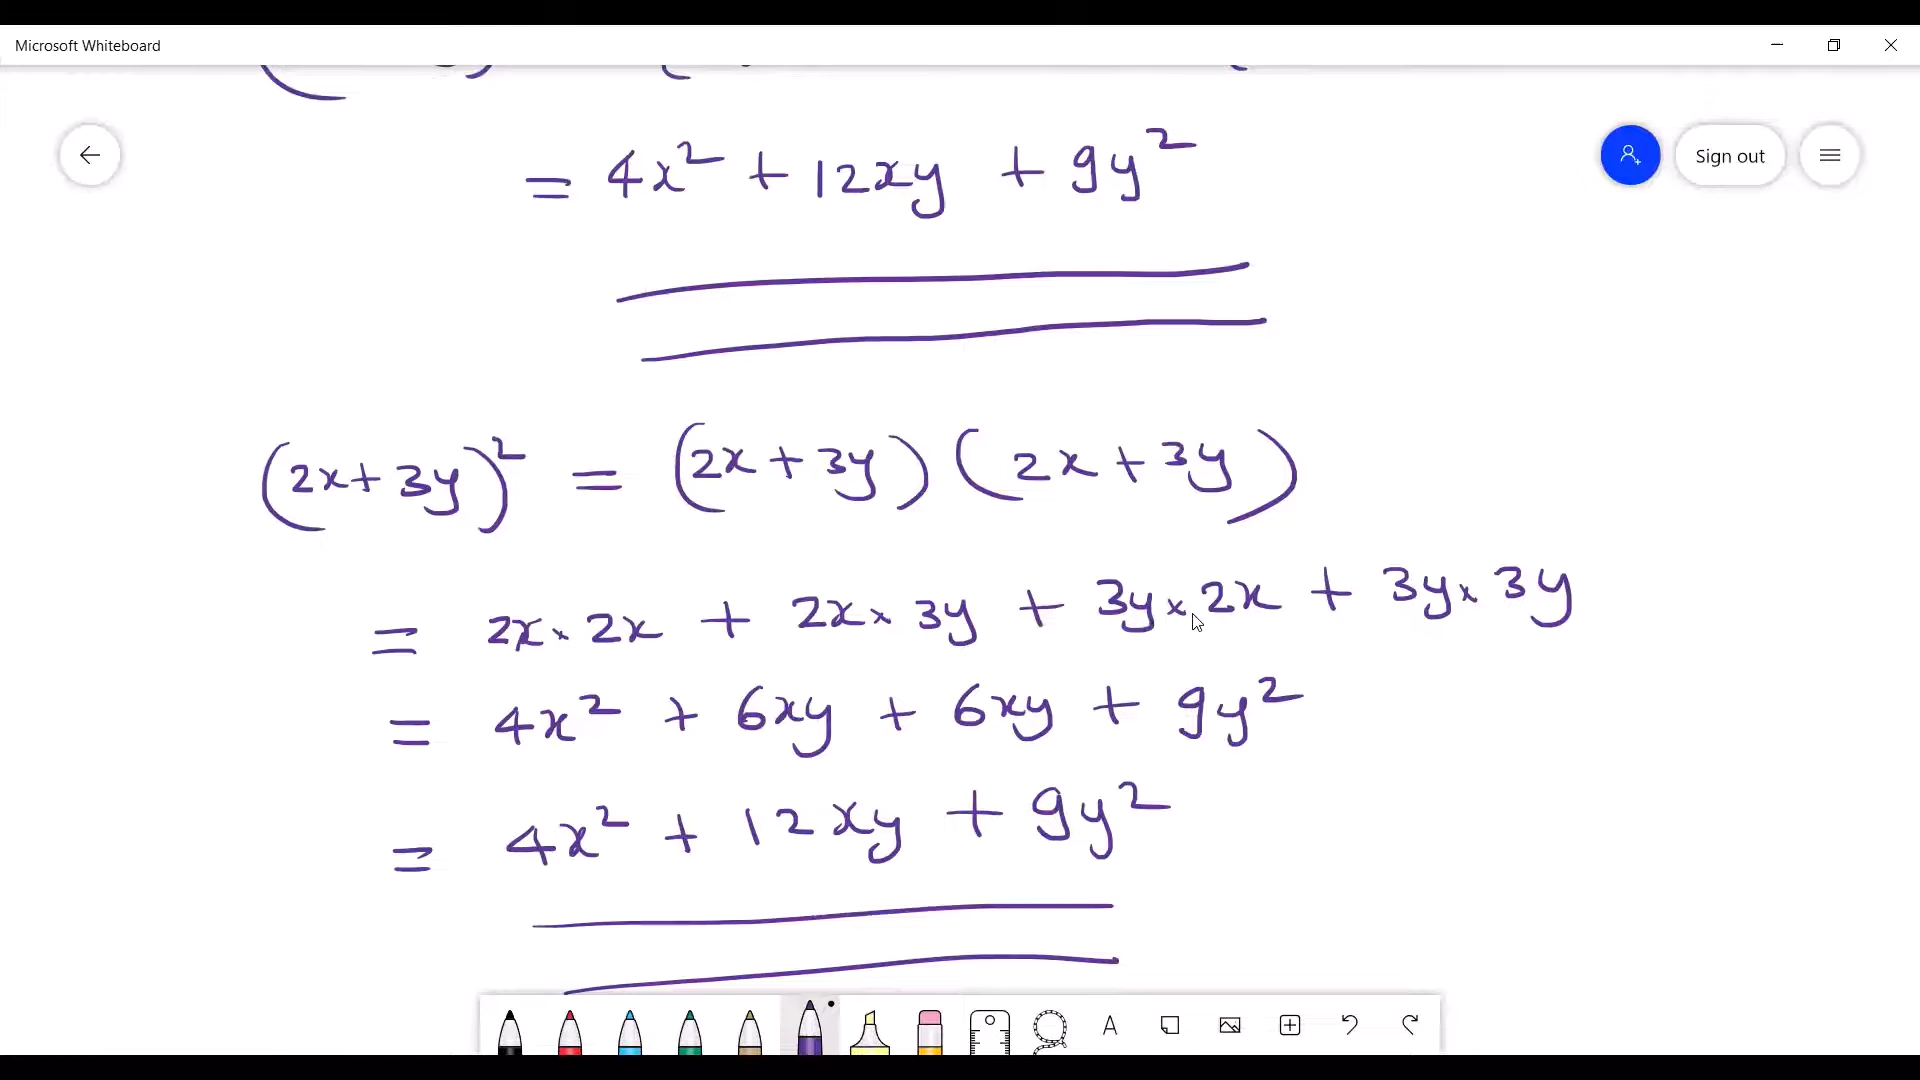 Microsoft Whiteboard
Sign out
= 4x² + 12xy + 9y²
(2x + 3y)² = (2x + 3y) (2x + 3y)
= 2x × 2x + 2x × 3y + 3y × 2x + 3y × 3y
= 4x² + 6xy + 6xy + 9y²
= 4x² + 12xy + 9y²
A